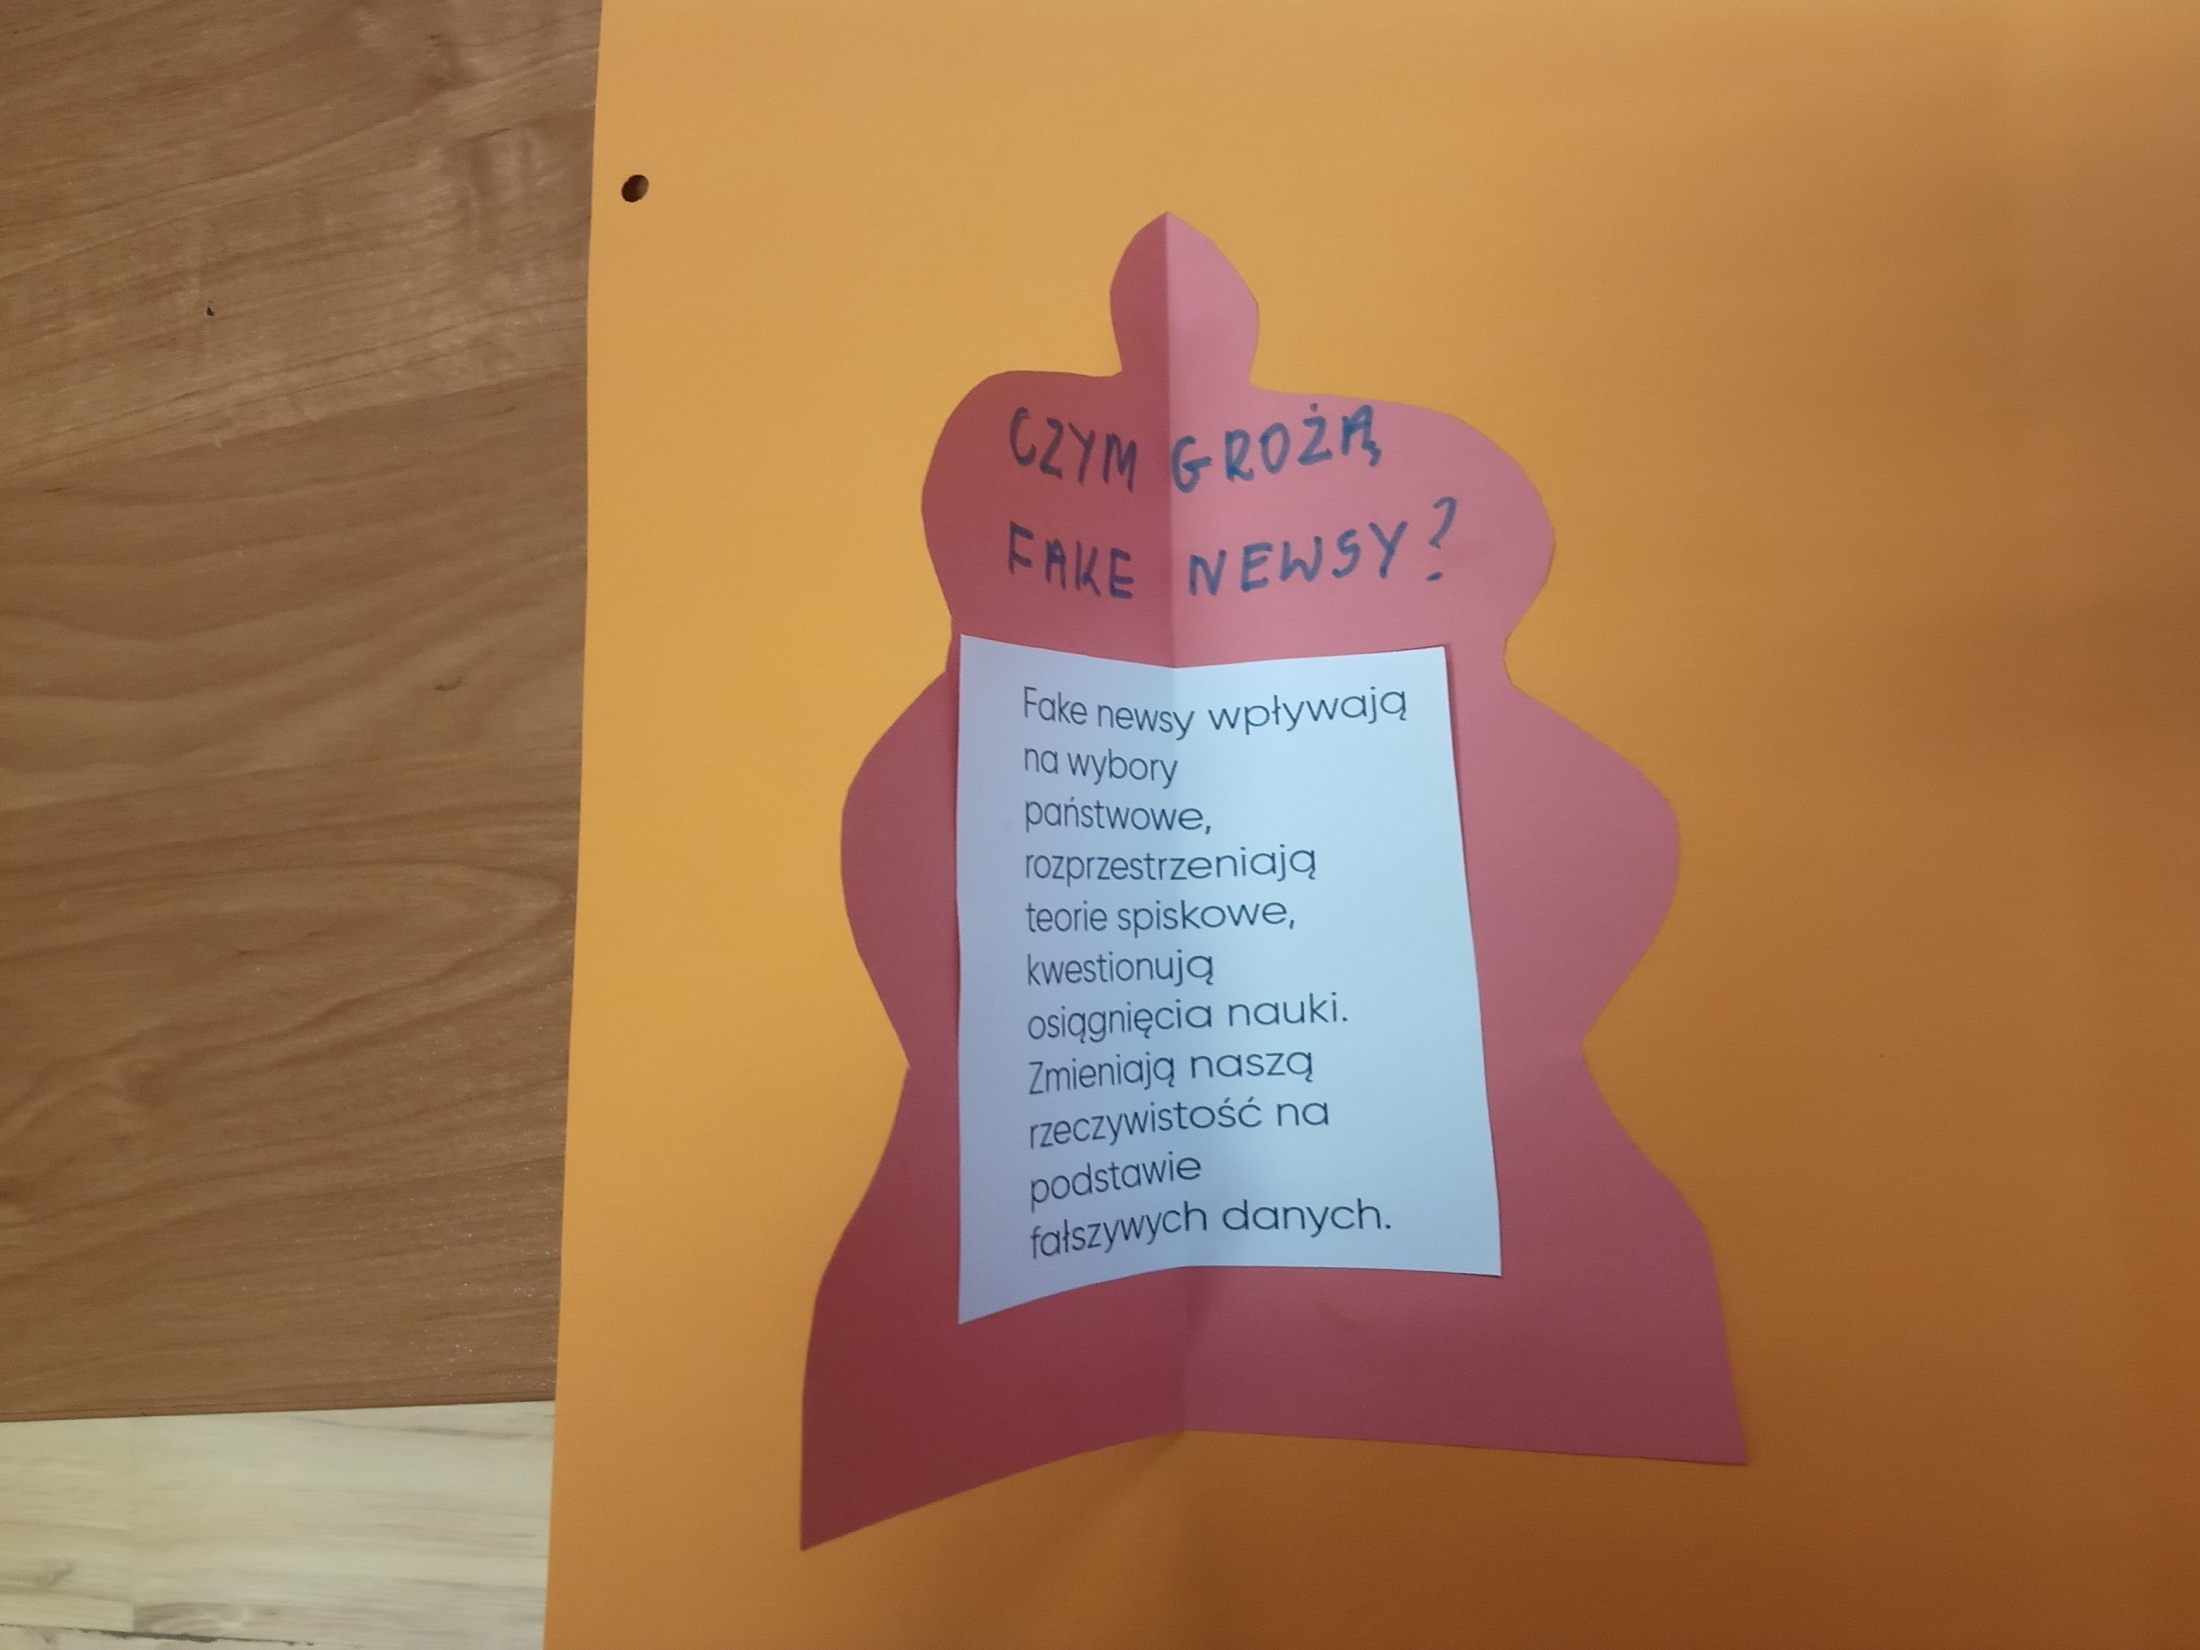 CZYM GROŻĄ
FAKE NEWSY?
Fake newsy wpływają
na wybory
państwowe,
rozprzestrzeniają
teorie spiskowe,
kwestionują
osiągnięcia nauki.
Zmieniają naszą
rzeczywistość na
podstawie
fałszywych danych.